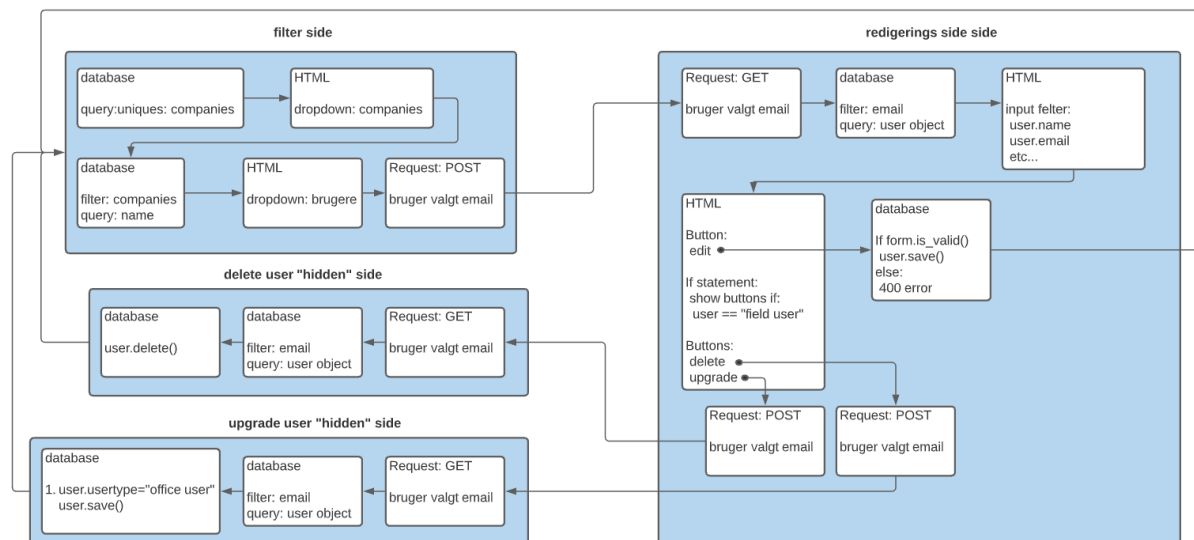 filter side
database
query:uniques: companies
HTML
dropdown: companies
database
filter: companies
query: name
HTML
dropdown: brugere
Request: POST
bruger valgt email
delete user "hidden" side
database
user.delete()
database
filter: email
query: user object
Request: GET
bruger valgt email
upgrade user "hidden" side
database
1. user.usertype="office user"
user.save()
database
filter: email
query: user object
Request: GET
bruger valgt email
redigerings side side
Request: GET
bruger valgt email
database
filter: email
query: user object
HTML
input felter:
user.name
user.email
etc...
HTML
Button:
edit
If statement:
show buttons if:
user == "field user"
Buttons:
delete
upgrade
database
If form.is_valid()
user.save()
else:
400 error
Request: POST
bruger valgt email
Request: POST
bruger valgt email